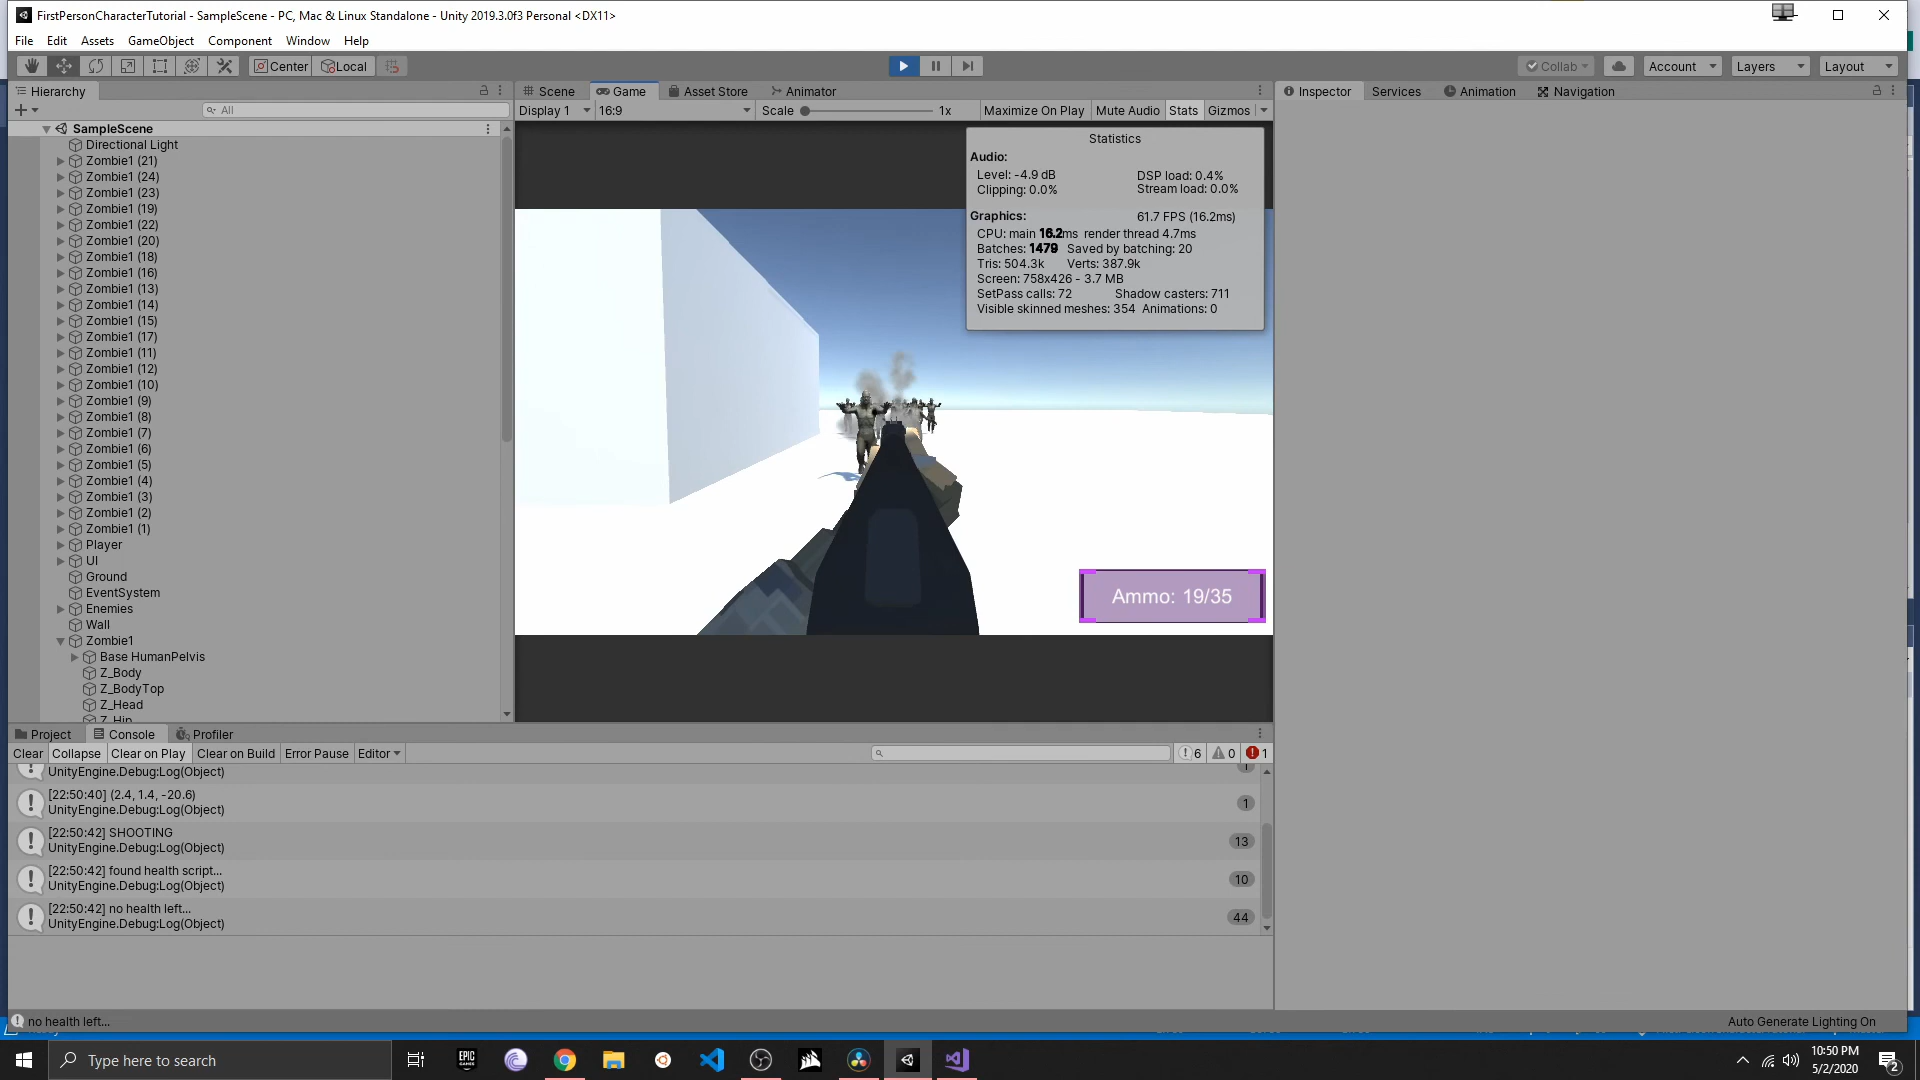 FirstPersonCharacterTutorial - SampleScene - PC, Mac & Linux Standalone - Unity 2019.3.0f3 Personal <DX11>
File Edit Assets GameObject Component Window Help
Center Local Collab Account Layers Layout
Hierarchy
All
SampleScene
Directional Light
Zombie1 (21)
Zombie1 (24)
Zombie1 (23)
Zombie1 (19)
Zombie1 (22)
Zombie1 (20)
Zombie1 (18)
Zombie1 (16)
Zombie1 (13)
Zombie1 (14)
Zombie1 (15)
Zombie1 (17)
Zombie1 (11)
Zombie1 (12)
Zombie1 (10)
Zombie1 (9)
Zombie1 (8)
Zombie1 (7)
Zombie1 (6)
Zombie1 (5)
Zombie1 (4)
Zombie1 (3)
Zombie1 (2)
Zombie1 (1)
Player
UI
Ground
EventSystem
Enemies
Wall
Zombie1
Base HumanPelvis
Z_Body
Z_BodyTop
Z_Head
Z_Hip
Scene Game Asset Store Animator
Display 1 16:9 Scale 1x Maximize On Play Mute Audio Stats Gizmos
Statistics
Audio:
Level: -4.9 dB DSP load: 0.4%
Clipping: 0.0% Stream load: 0.0%
Graphics: 61.7 FPS (16.2ms)
CPU: main 16.2ms render thread 4.7ms
Batches: 1479 Saved by batching: 20
Tris: 504.3k Verts: 387.9k
Screen: 758x426 - 3.7 MB
SetPass calls: 72 Shadow casters: 711
Visible skinned meshes: 354 Animations: 0
Ammo: 19/35
Inspector Services Animation Navigation
Project Console Profiler
Clear Collapse Clear on Play Clear on Build Error Pause Editor 6 0 1
UnityEngine.Debug:Log(Object) 1
[22:50:40] (2.4, 1.4, -20.6)
UnityEngine.Debug:Log(Object) 1
[22:50:42] SHOOTING
UnityEngine.Debug:Log(Object) 13
[22:50:42] found health script...
UnityEngine.Debug:Log(Object) 10
[22:50:42] no health left...
UnityEngine.Debug:Log(Object) 44
no health left... Auto Generate Lighting On
Type here to search
EPIC GAMES
10:50 PM
5/2/2020
2